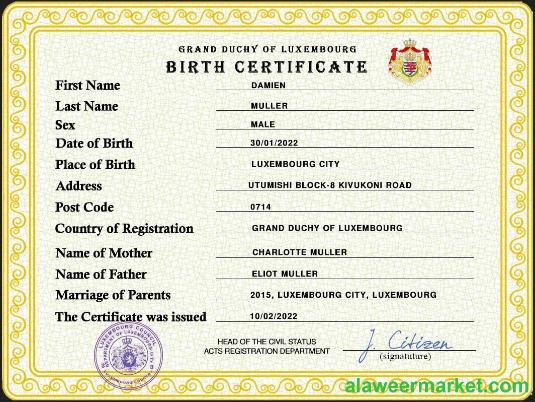 GRAND DUCHY OF LUXEMBOURG
BIRTH CERTIFICATE
First Name DAMIEN
Last Name MULLER
Sex MALE
Date of Birth 30/01/2022
Place of Birth LUXEMBOURG CITY
Address UTUMISHI BLOCK-8 KIVUKONI ROAD
Post Code 0714
Country of Registration GRAND DUCHY OF LUXEMBOURG
Name of Mother CHARLOTTE MULLER
Name of Father ELIOT MULLER
Marriage of Parents 2015, LUXEMBOURG CITY, LUXEMBOURG
The Certificate was issued 10/02/2022
HEAD OF THE CIVIL STATUS
ACTS REGISTRATION DEPARTMENT
J. Citizen
(signatuture)
alaweermarket.com